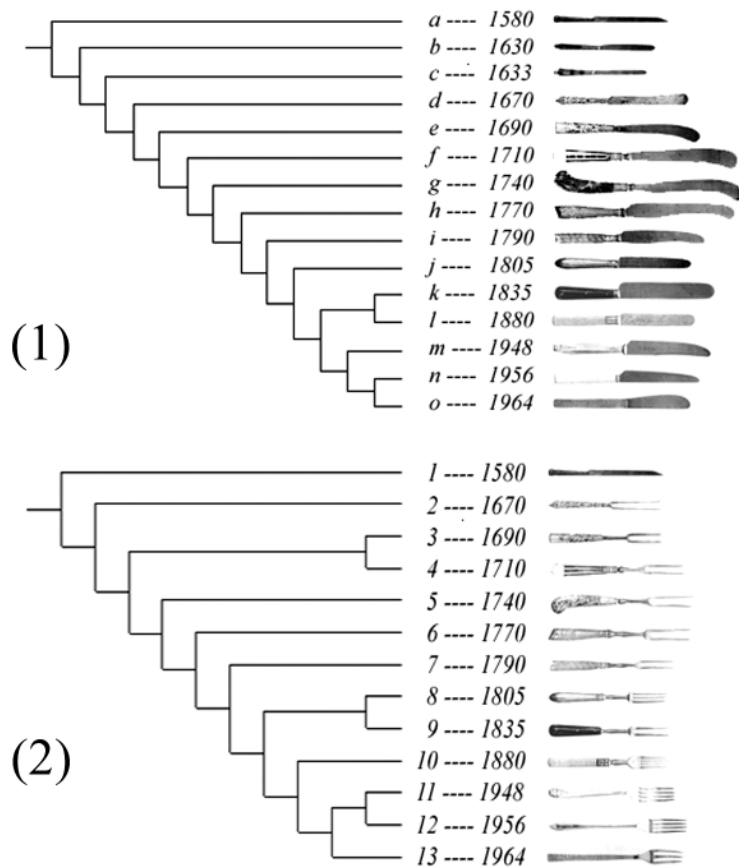 a ---- 1580
b ---- 1630
c ---- 1633
d ---- 1670
e ---- 1690
f ---- 1710
g ---- 1740
h ---- 1770
i ---- 1790
j ---- 1805
k ---- 1835
l ---- 1880
m ---- 1948
n ---- 1956
o ---- 1964
(1)
1 ---- 1580
2 ---- 1670
3 ---- 1690
4 ---- 1710
5 ---- 1740
6 ---- 1770
7 ---- 1790
8 ---- 1805
9 ---- 1835
10 ---- 1880
11 ---- 1948
12 ---- 1956
13 ---- 1964
(2)